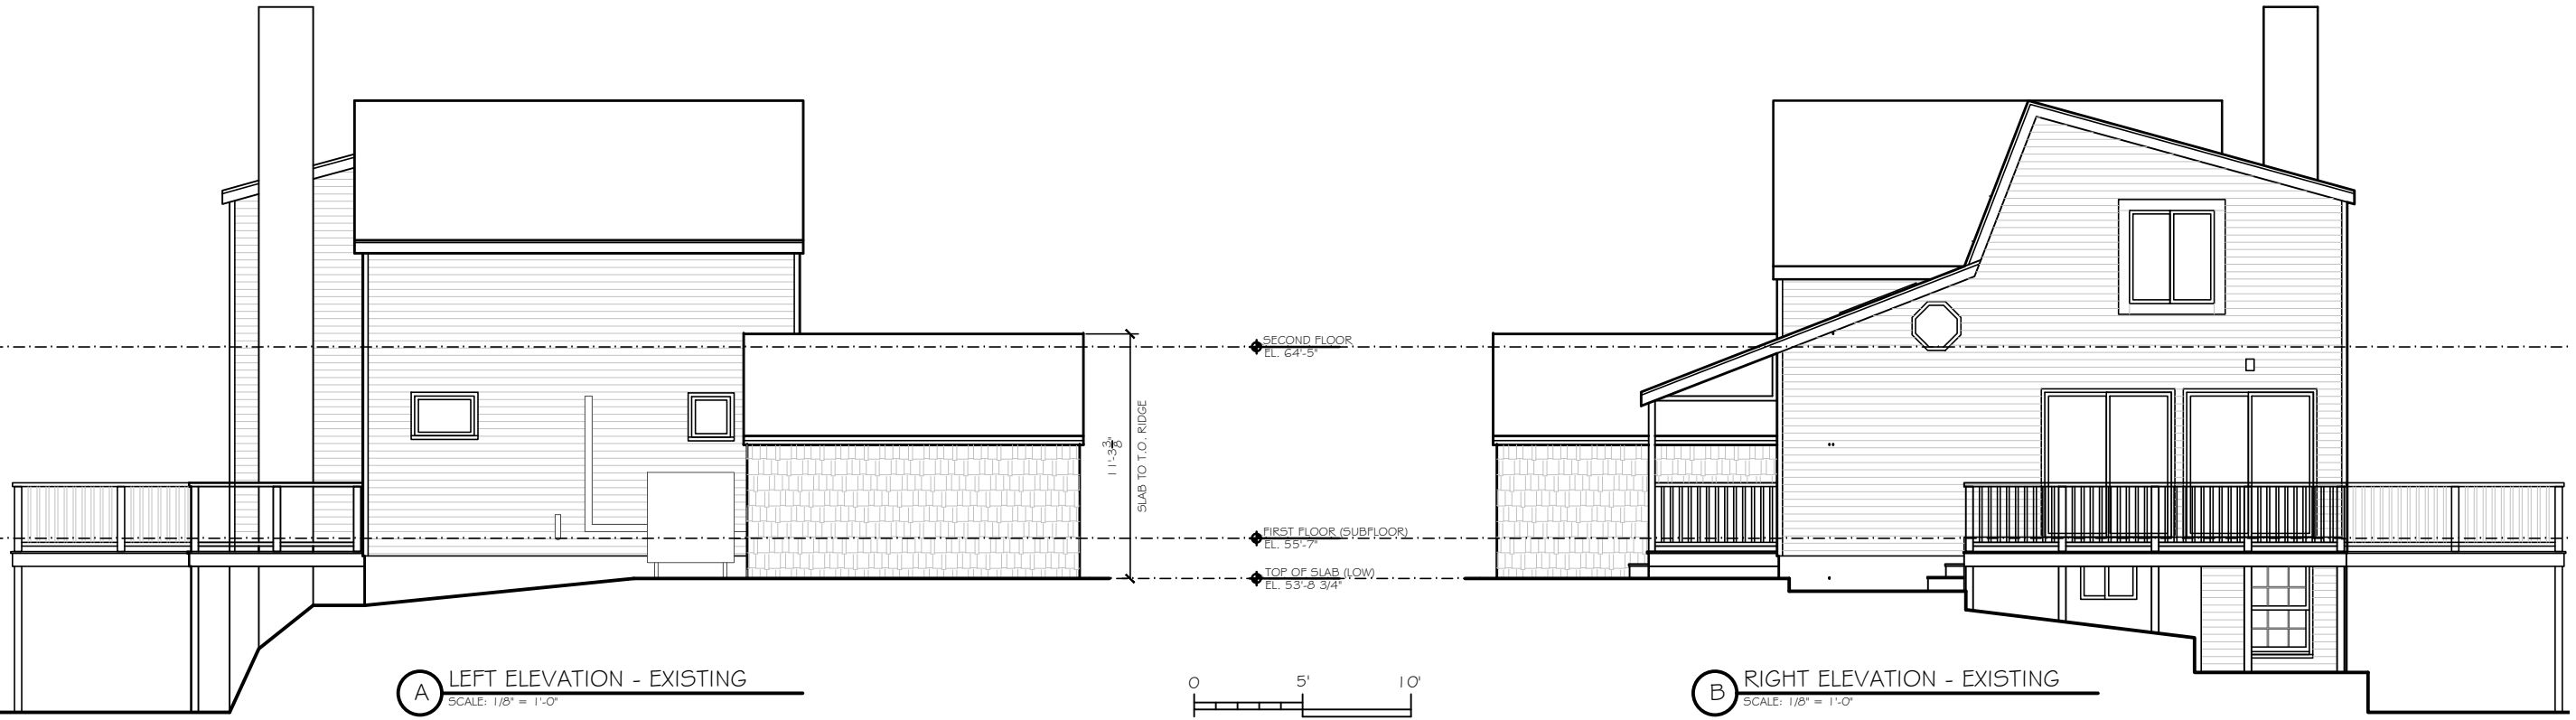 SECOND FLOOR
EL. 64'-5"
11'-3 3/8"
SLAB TO T.O. RIDGE
FIRST FLOOR (SUBFLOOR)
EL. 55'-7"
TOP OF SLAB (LOW)
EL. 53'-8 3/4"
A
LEFT ELEVATION - EXISTING
SCALE: 1/8" = 1'-0"
0 5' 10'
B
RIGHT ELEVATION - EXISTING
SCALE: 1/8" = 1'-0"